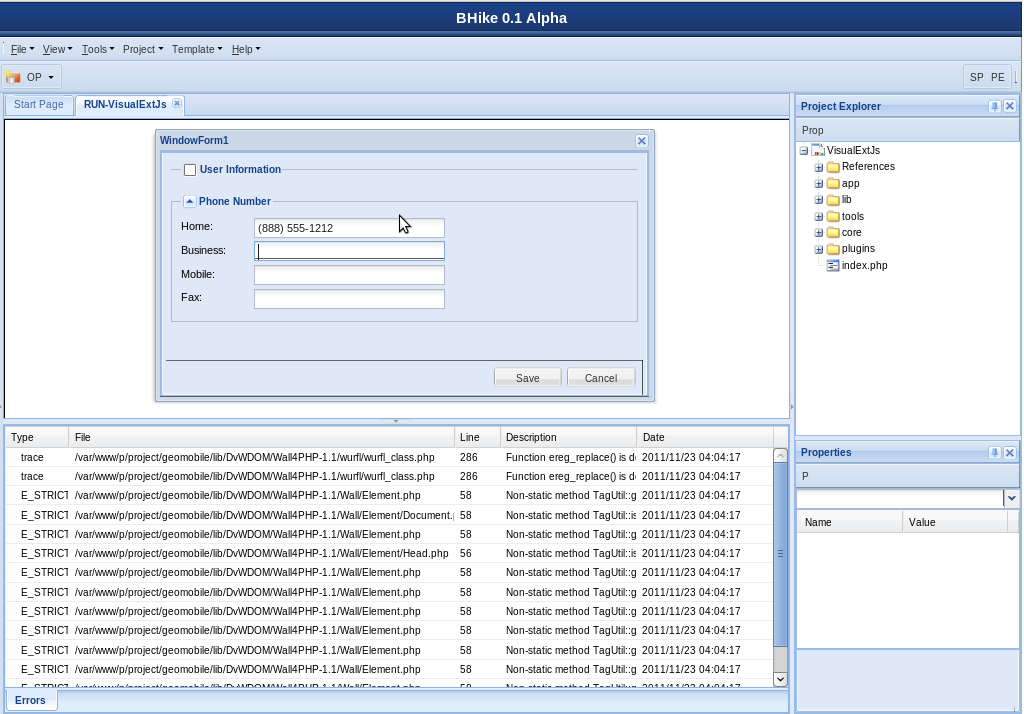 BHike 0.1 Alpha
File View Tools Project Template Help
OP SP PE
Start Page RUN-VisualExtJs
WindowForm1
User Information
Phone Number
Home: (888) 555-1212
Business:
Mobile:
Fax:
Save Cancel
Project Explorer
Prop
VisualExtJs
References
app
lib
tools
core
plugins
index.php
Type File Line Description Date
trace /var/www/p/project/geomobile/lib/DvWDOM/Wall4PHP-1.1/wurfl/wurfl_class.php 286 Function ereg_replace() is de 2011/11/23 04:04:17
trace /var/www/p/project/geomobile/lib/DvWDOM/Wall4PHP-1.1/wurfl/wurfl_class.php 286 Function ereg_replace() is de 2011/11/23 04:04:17
E_STRICT /var/www/p/project/geomobile/lib/DvWDOM/Wall4PHP-1.1/Wall/Element.php 58 Non-static method TagUtil::g 2011/11/23 04:04:17
E_STRICT /var/www/p/project/geomobile/lib/DvWDOM/Wall4PHP-1.1/Wall/Element/Document. 58 Non-static method TagUtil::is 2011/11/23 04:04:17
E_STRICT /var/www/p/project/geomobile/lib/DvWDOM/Wall4PHP-1.1/Wall/Element.php 58 Non-static method TagUtil::g 2011/11/23 04:04:17
E_STRICT /var/www/p/project/geomobile/lib/DvWDOM/Wall4PHP-1.1/Wall/Element/Head.php 56 Non-static method TagUtil::is 2011/11/23 04:04:17
E_STRICT /var/www/p/project/geomobile/lib/DvWDOM/Wall4PHP-1.1/Wall/Element.php 58 Non-static method TagUtil::g 2011/11/23 04:04:17
E_STRICT /var/www/p/project/geomobile/lib/DvWDOM/Wall4PHP-1.1/Wall/Element.php 58 Non-static method TagUtil::g 2011/11/23 04:04:17
E_STRICT /var/www/p/project/geomobile/lib/DvWDOM/Wall4PHP-1.1/Wall/Element.php 58 Non-static method TagUtil::g 2011/11/23 04:04:17
E_STRICT /var/www/p/project/geomobile/lib/DvWDOM/Wall4PHP-1.1/Wall/Element.php 58 Non-static method TagUtil::g 2011/11/23 04:04:17
E_STRICT /var/www/p/project/geomobile/lib/DvWDOM/Wall4PHP-1.1/Wall/Element.php 58 Non-static method TagUtil::g 2011/11/23 04:04:17
E_STRICT /var/www/p/project/geomobile/lib/DvWDOM/Wall4PHP-1.1/Wall/Element.php 58 Non-static method TagUtil::g 2011/11/23 04:04:17
Errors
Properties
P
Name Value